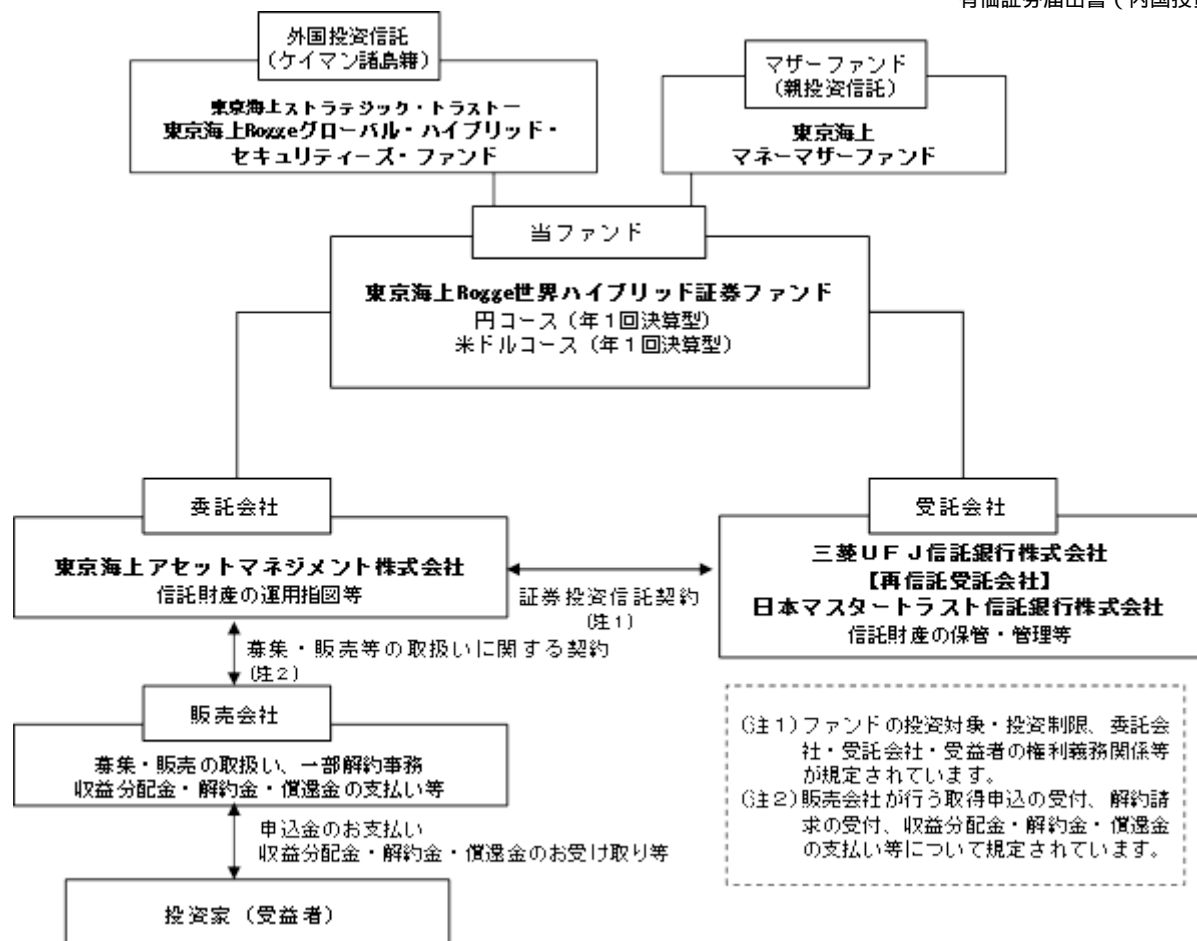 有価証券届出書（内国投資
外国投資信託
（ケイマン諸島籍）
東京海上ストラテジック・トラスト－
東京海上Roggeグローバル・ハイブリッド・
セキュリティーズ・ファンド
マザーファンド
（親投資信託）
東京海上
マネーマザーファンド
当ファンド
東京海上Rogge世界ハイブリッド証券ファンド
円コース（年１回決算型）
米ドルコース（年１回決算型）
委託会社
東京海上アセットマネジメント株式会社
信託財産の運用指図等
証券投資信託契約
（注１）
受託会社
三菱ＵＦＪ信託銀行株式会社
【再信託受託会社】
日本マスタートラスト信託銀行株式会社
信託財産の保管・管理等
募集・販売等の取扱いに関する契約
（注２）
販売会社
募集・販売の取扱い、一部解約事務
収益分配金・解約金・償還金の支払い等
申込金のお支払い
収益分配金・解約金・償還金のお受け取り等
投資家（受益者）
（注１）ファンドの投資対象・投資制限、委託会
社・受託会社・受益者の権利義務関係等
が規定されています。
（注２）販売会社が行う取得申込の受付、解約請
求の受付、収益分配金・解約金・償還金
の支払い等について規定されています。